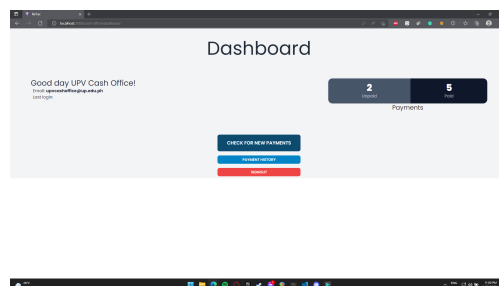 Dashboard
Good day UPV Cash Office!
Email: upvcashoffice@up.edu.ph
Last login:
2
Unpaid
5
Paid
Payments
CHECK FOR NEW PAYMENTS
PAYMENT HISTORY
SIGNOUT